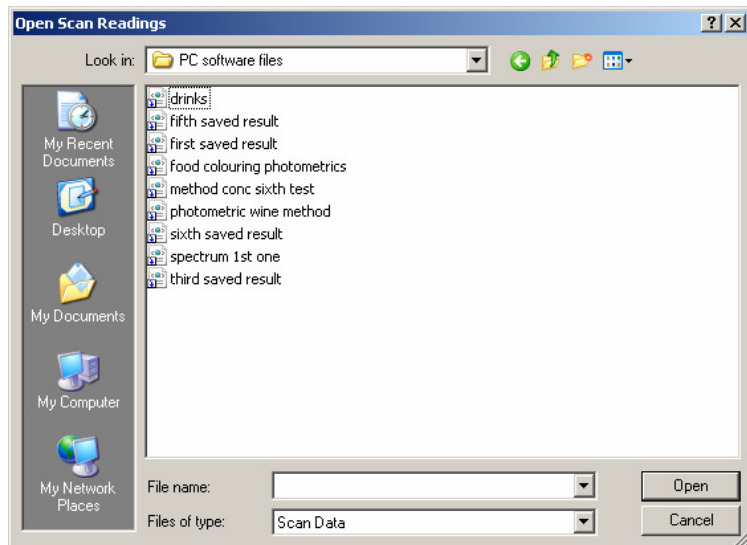 Open Scan Readings
Look in: PC software files
My Recent
Documents
Desktop
My Documents
My Computer
My Network
Places
drinks
fifth saved result
first saved result
food colouring photometrics
method conc sixth test
photometric wine method
sixth saved result
spectrum 1st one
third saved result
File name:
Open
Files of type: Scan Data
Cancel